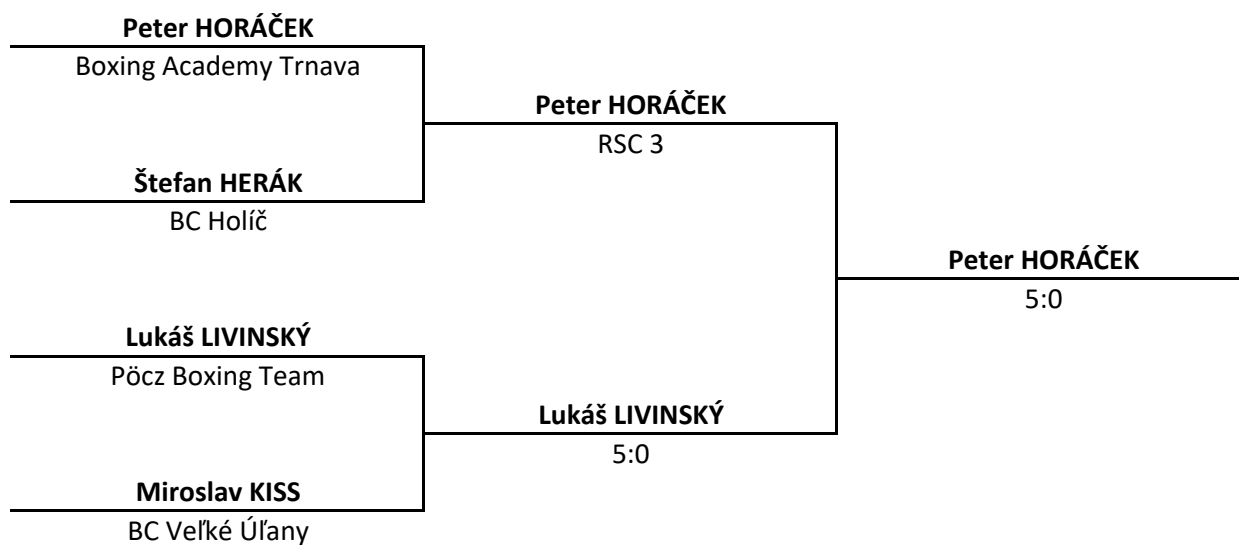 Peter HORÁČEK
Boxing Academy Trnava
Peter HORÁČEK
RSC 3
Štefan HERÁK
BC Holíč
Peter HORÁČEK
5:0
Lukáš LIVINSKÝ
Pöcz Boxing Team
Lukáš LIVINSKÝ
5:0
Miroslav KISS
BC Veľké Úľany